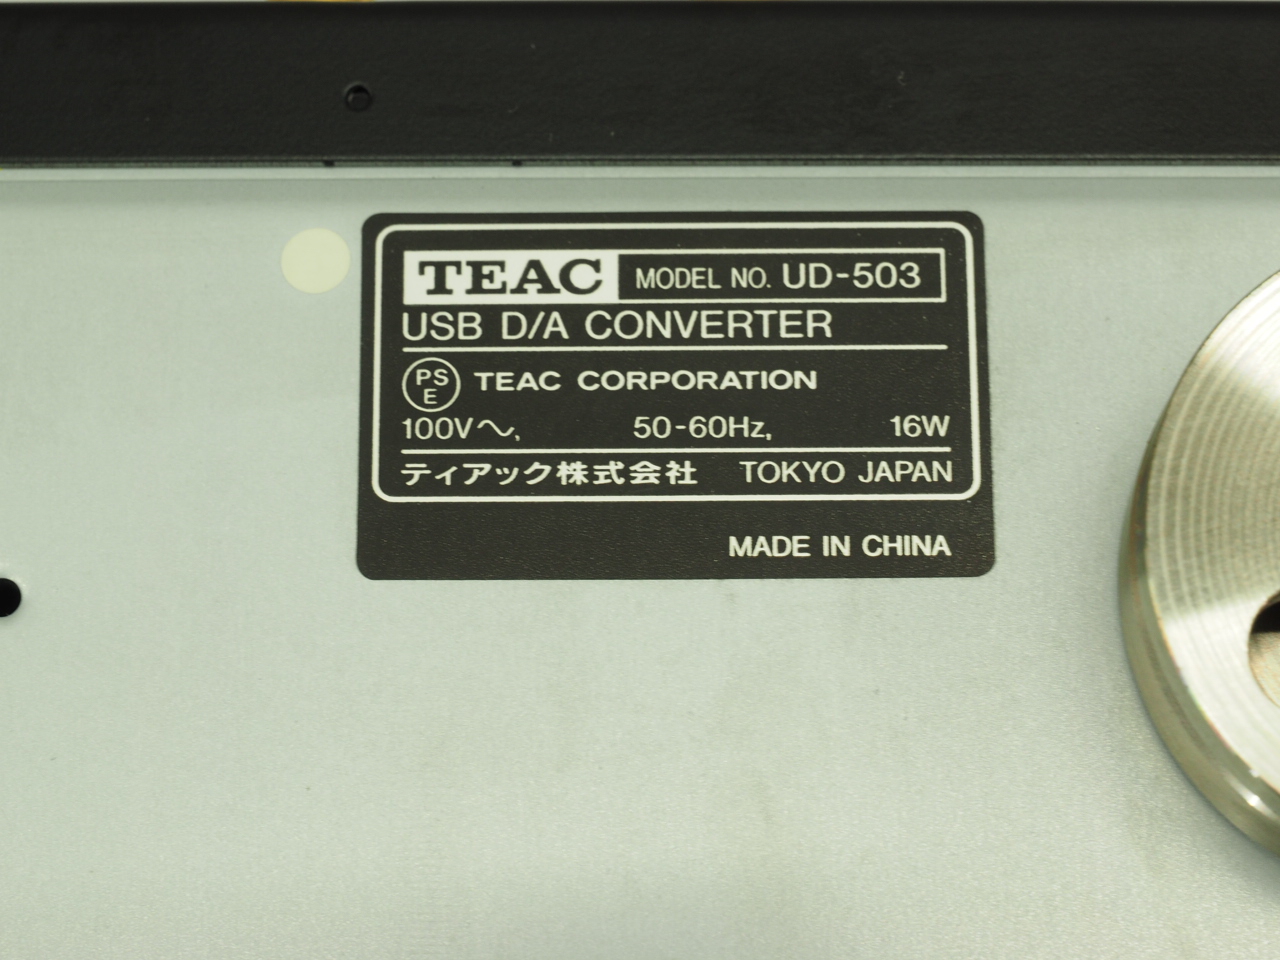 TEAC MODEL NO. UD-503
USB D/A CONVERTER
PS
E
TEAC CORPORATION
100V〜, 50-60Hz, 16W
ティアック株式会社 TOKYO JAPAN
MADE IN CHINA